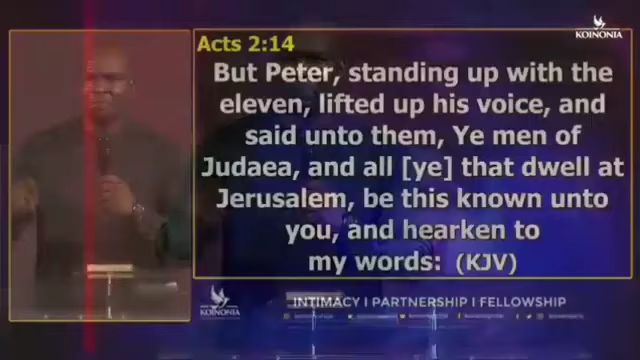 KOINONIA
Acts 2:14
But Peter, standing up with the
eleven, lifted up his voice, and
said unto them, Ye men of
Judaea, and all [ye] that dwell at
Jerusalem, be this known unto
you, and hearken to
my words: (KJV)
KOINONIA
INTIMACY I PARTNERSHIP I FELLOWSHIP